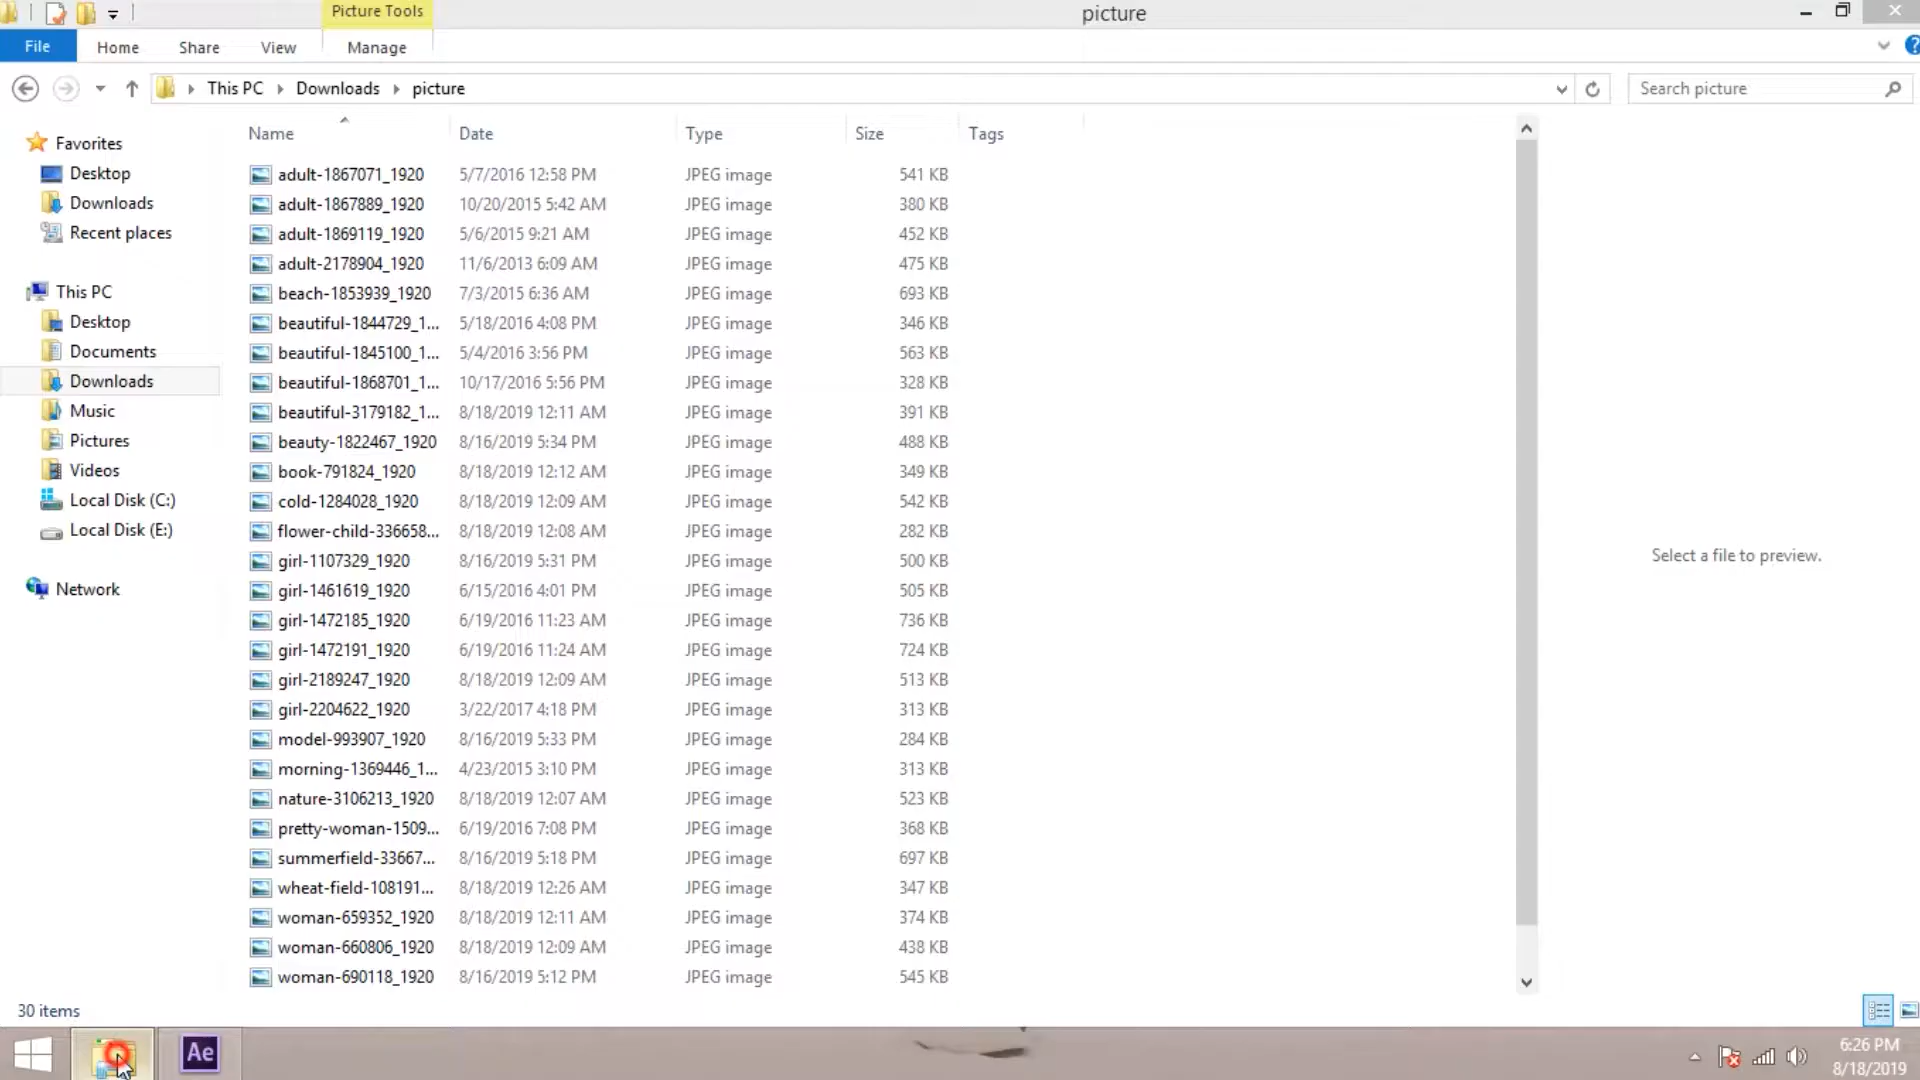 Picture Tools
picture
File Home Share View Manage
This PC Downloads picture
Search picture
Name Date Type Size Tags
Favorites
Desktop
Downloads
Recent places
This PC
Desktop
Documents
Downloads
Music
Pictures
Videos
Local Disk (C:)
Local Disk (E:)
Network
adult-1867071_1920 5/7/2016 12:58 PM JPEG image 541 KB
adult-1867889_1920 10/20/2015 5:42 AM JPEG image 380 KB
adult-1869119_1920 5/6/2015 9:21 AM JPEG image 452 KB
adult-2178904_1920 11/6/2013 6:09 AM JPEG image 475 KB
beach-1853939_1920 7/3/2015 6:36 AM JPEG image 693 KB
beautiful-1844729_1... 5/18/2016 4:08 PM JPEG image 346 KB
beautiful-1845100_1... 5/4/2016 3:56 PM JPEG image 563 KB
beautiful-1868701_1... 10/17/2016 5:56 PM JPEG image 328 KB
beautiful-3179182_1... 8/18/2019 12:11 AM JPEG image 391 KB
beauty-1822467_1920 8/16/2019 5:34 PM JPEG image 488 KB
book-791824_1920 8/18/2019 12:12 AM JPEG image 349 KB
cold-1284028_1920 8/18/2019 12:09 AM JPEG image 542 KB
flower-child-336658... 8/18/2019 12:08 AM JPEG image 282 KB
girl-1107329_1920 8/16/2019 5:31 PM JPEG image 500 KB
girl-1461619_1920 6/15/2016 4:01 PM JPEG image 505 KB
girl-1472185_1920 6/19/2016 11:23 AM JPEG image 736 KB
girl-1472191_1920 6/19/2016 11:24 AM JPEG image 724 KB
girl-2189247_1920 8/18/2019 12:09 AM JPEG image 513 KB
girl-2204622_1920 3/22/2017 4:18 PM JPEG image 313 KB
model-993907_1920 8/16/2019 5:33 PM JPEG image 284 KB
morning-1369446_1... 4/23/2015 3:10 PM JPEG image 313 KB
nature-3106213_1920 8/18/2019 12:07 AM JPEG image 523 KB
pretty-woman-1509... 6/19/2016 7:08 PM JPEG image 368 KB
summerfield-33667... 8/16/2019 5:18 PM JPEG image 697 KB
wheat-field-108191... 8/18/2019 12:26 AM JPEG image 347 KB
woman-659352_1920 8/18/2019 12:11 AM JPEG image 374 KB
woman-660806_1920 8/18/2019 12:09 AM JPEG image 438 KB
woman-690118_1920 8/16/2019 5:12 PM JPEG image 545 KB
Select a file to preview.
30 items
Ae
6:26 PM
8/18/2019